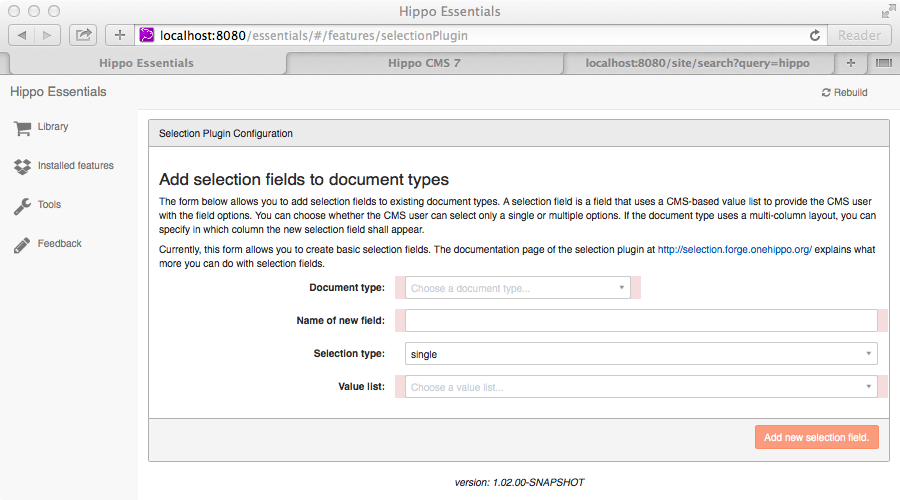 Hippo Essentials
localhost:8080/essentials/#/features/selectionPlugin
Reader
Hippo Essentials
Hippo CMS 7
localhost:8080/site/search?query=hippo
Hippo Essentials
Rebuild
Library
Installed features
Tools
Feedback
Selection Plugin Configuration
Add selection fields to document types
The form below allows you to add selection fields to existing document types. A selection field is a field that uses a CMS-based value list to provide the CMS user
with the field options. You can choose whether the CMS user can select only a single or multiple options. If the document type uses a multi-column layout, you can
specify in which column the new selection field shall appear.
Currently, this form allows you to create basic selection fields. The documentation page of the selection plugin at http://selection.forge.onehippo.org/ explains what
more you can do with selection fields.
Document type:
Choose a document type...
Name of new field:
Selection type:
single
Value list:
Choose a value list...
Add new selection field.
version: 1.02.00-SNAPSHOT